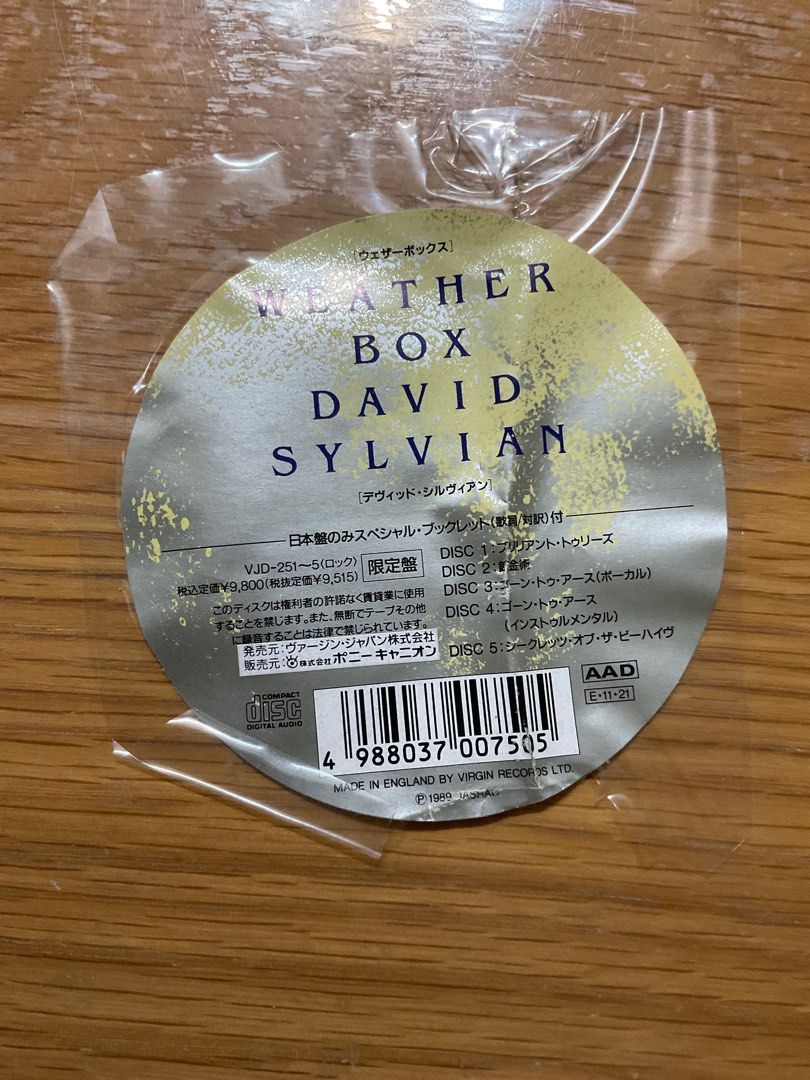 [ウェザーボックス]
WEATHER
BOX
DAVID
SYLVIAN
[デヴィッド・シルヴィアン]
日本盤のみスペシャル・ブックレット(歌詞/対訳)付
VJD-251〜5(ロック)
税込定価¥9,800(税抜定価¥9,515)
限定盤
このディスクは権利者の許諾なく賃貸業に使用
することを禁じます。また、無断でテープその他
に録音することは法律で禁じられています。
発売元:ヴァージン・ジャパン株式会社
販売元:株式会社ポニーキャニオン
DISC 1:ブリリアント・トゥリーズ
DISC 2:錬金術
DISC 3:ゴーン・トゥ・アース(ボーカル)
DISC 4:ゴーン・トゥ・アース
(インストゥルメンタル)
DISC 5:シークレッツ・オブ・ザ・ビーハイヴ
COMPACT
disc
DIGITAL AUDIO
AAD
E・11・21
4 988037 007505
MADE IN ENGLAND BY VIRGIN RECORDS LTD.
℗1989